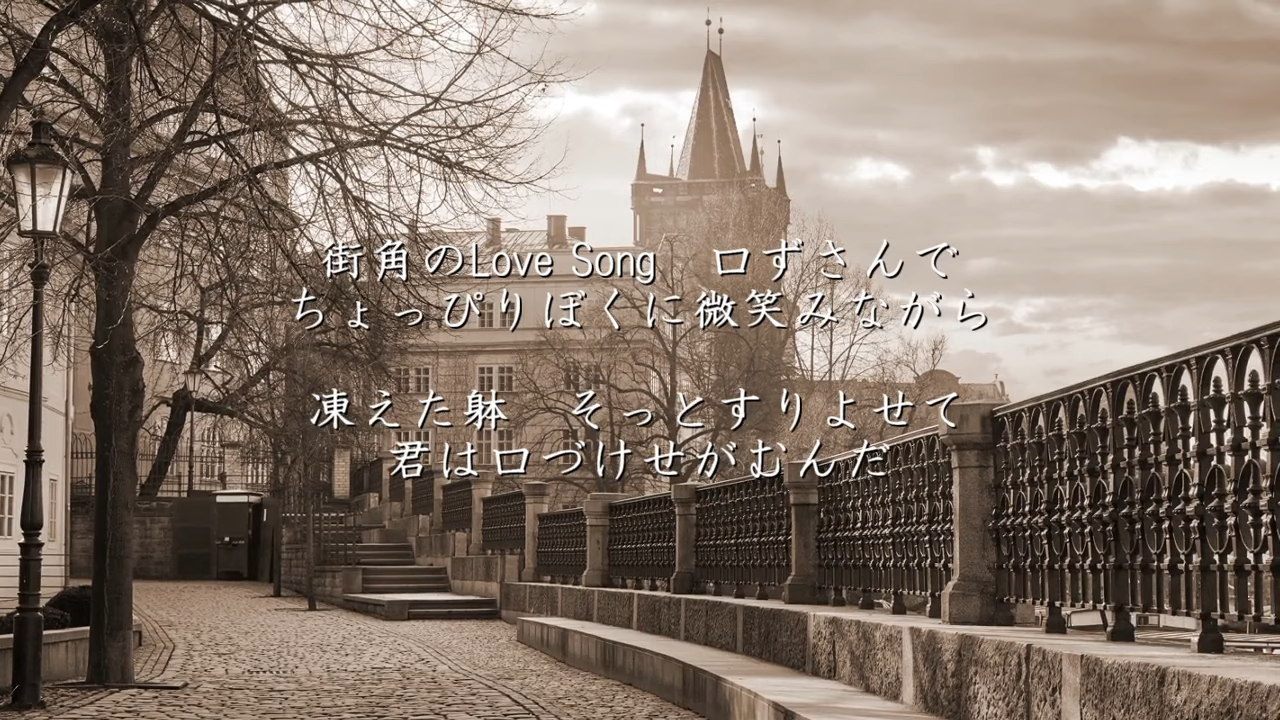 街角のLove Song　口ずさんで
ちょっぴりぼくに微笑みながら
凍えた躰　そっとすりよせて
君は口づけせがむんだ